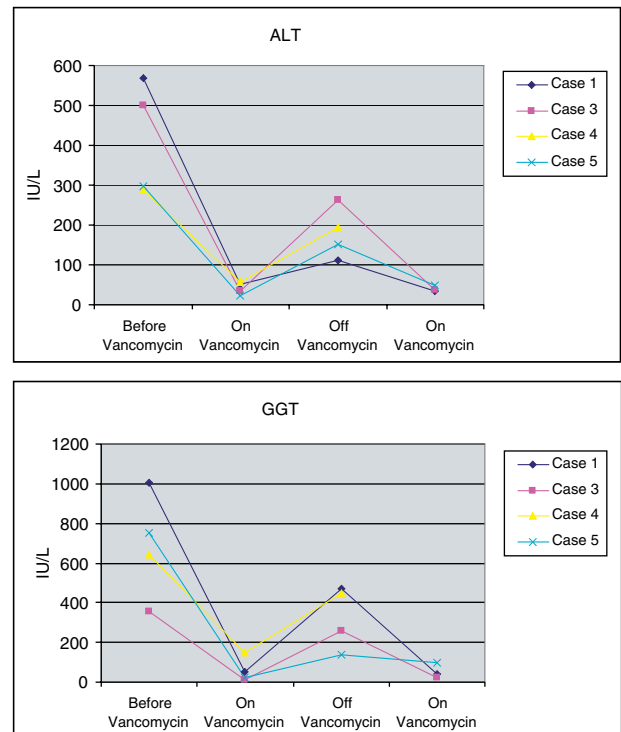 ALT
600
500
400
300
200
100
0
IU/L
Before Vancomycin
On Vancomycin
Off Vancomycin
On Vancomycin
Case 1
Case 3
Case 4
Case 5
GGT
1200
1000
800
600
400
200
0
IU/L
Before Vancomycin
On Vancomycin
Off Vancomycin
On Vancomycin
Case 1
Case 3
Case 4
Case 5